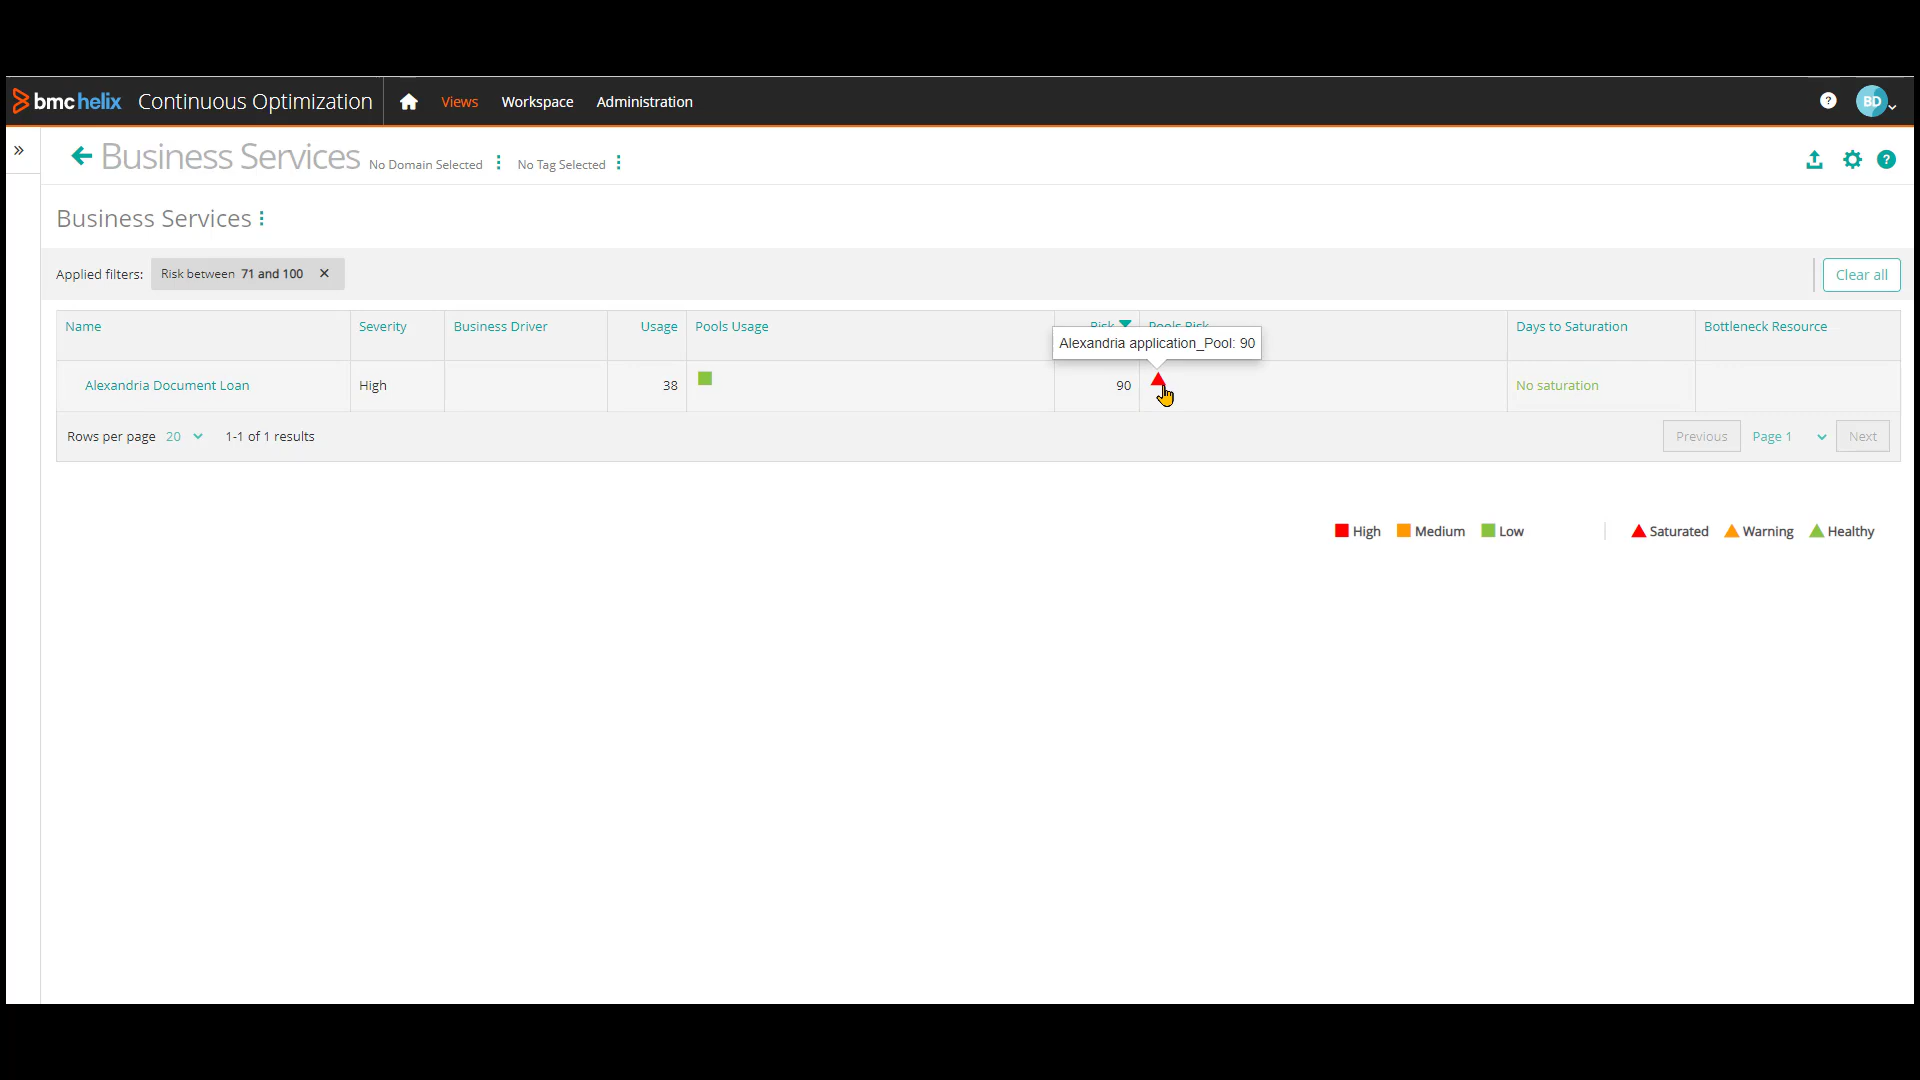 bmc helix Continuous Optimization Views Workspace Administration ? BD
Business Services No Domain Selected No Tag Selected ?
Business Services
Applied filters: Risk between 71 and 100 ✕ Clear all
Name Severity Business Driver Usage Pools Usage Risk Pools Risk Days to Saturation Bottleneck Resource
Alexandria application_Pool: 90
Alexandria Document Loan High 38 90 No saturation
Rows per page 20 1-1 of 1 results Previous Page 1 Next
High Medium Low Saturated Warning Healthy